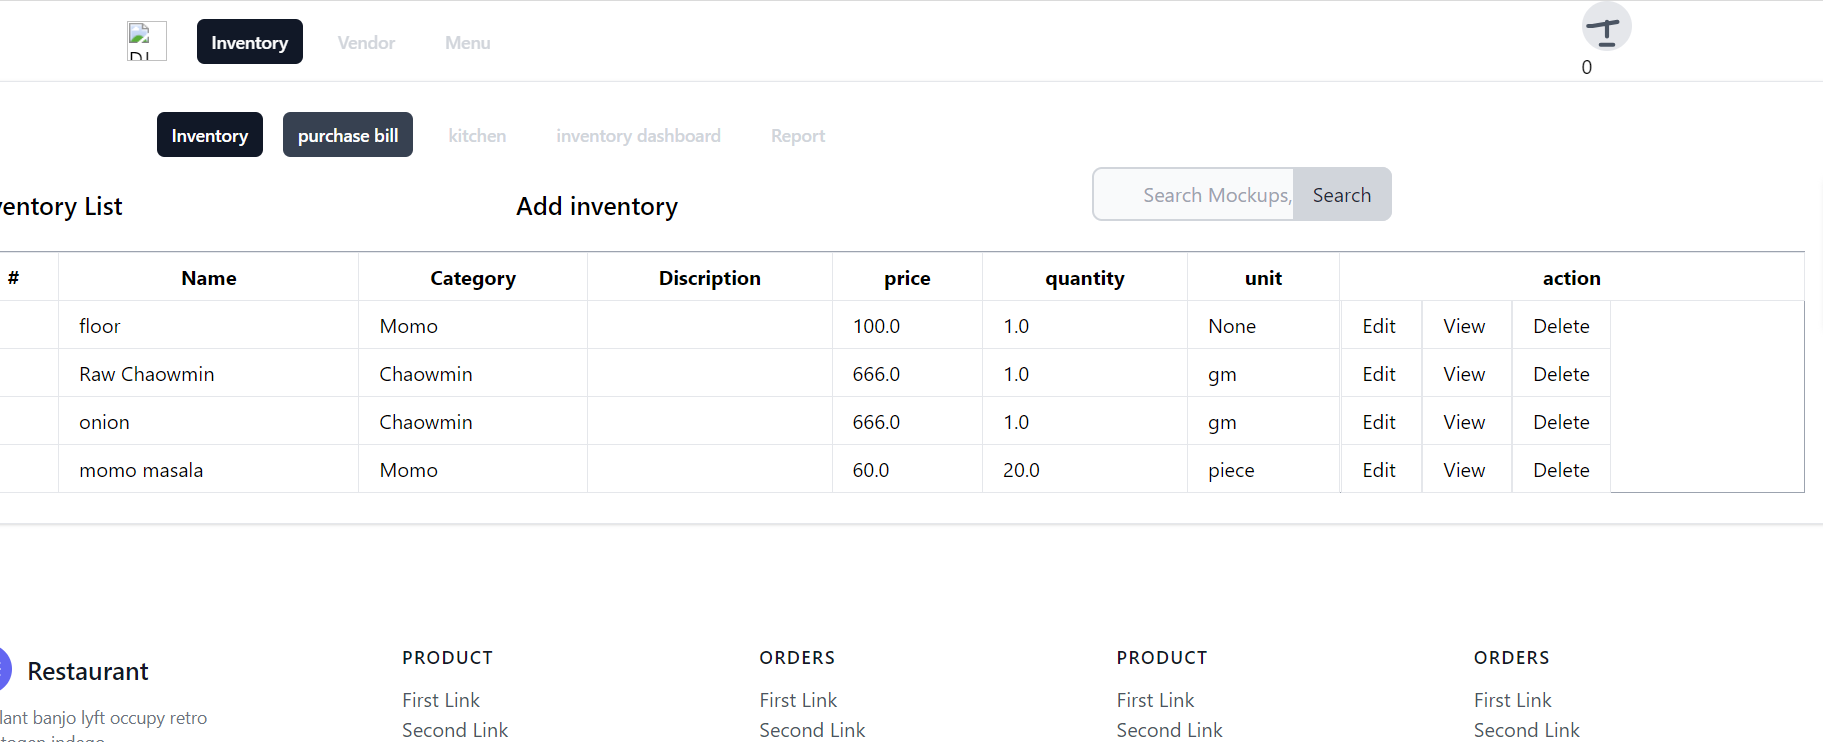 Inventory Vendor Menu
0
Inventory purchase bill kitchen inventory dashboard Report
Search Mockups, Search
ventory List Add inventory
# Name Category Discription price quantity unit action
floor Momo 100.0 1.0 None Edit View Delete
Raw Chaowmin Chaowmin 666.0 1.0 gm Edit View Delete
onion Chaowmin 666.0 1.0 gm Edit View Delete
momo masala Momo 60.0 20.0 piece Edit View Delete
Restaurant
lant banjo lyft occupy retro
PRODUCT
First Link
Second Link
ORDERS
First Link
Second Link
PRODUCT
First Link
Second Link
ORDERS
First Link
Second Link